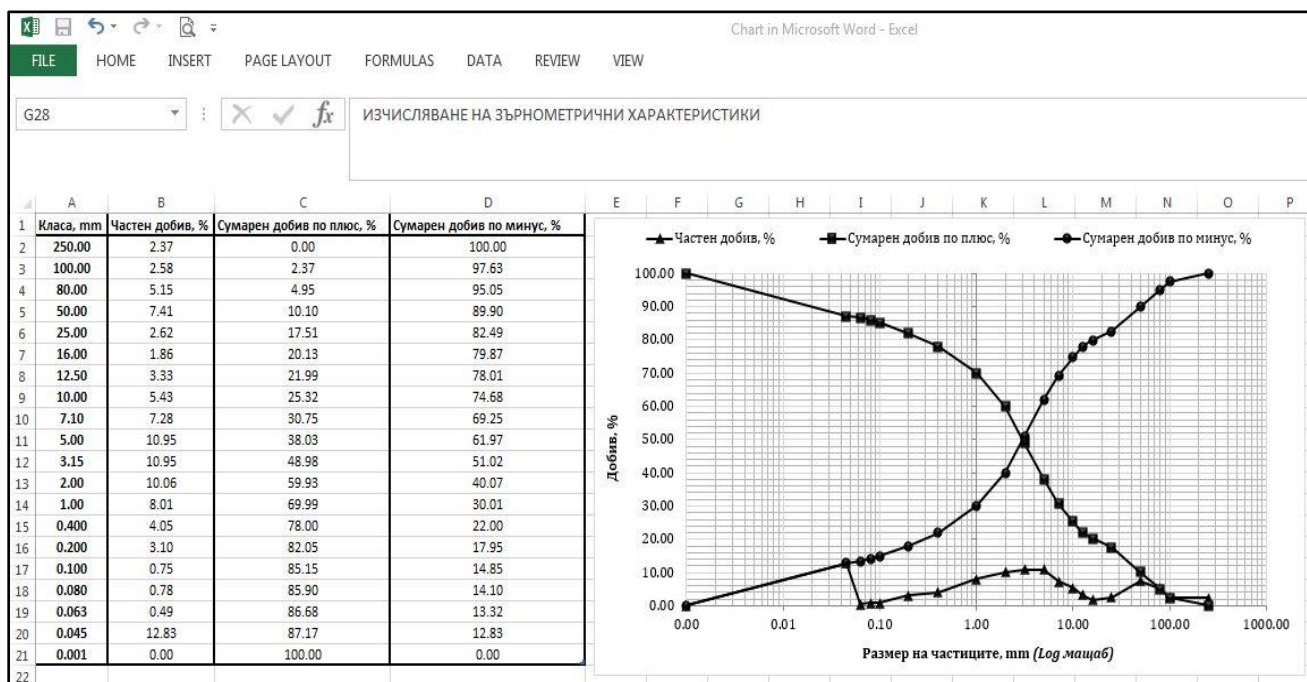 Chart in Microsoft Word - Excel
FILE HOME INSERT PAGE LAYOUT FORMULAS DATA REVIEW VIEW
G28 fx ИЗЧИСЛЯВАНЕ НА ЗЪРНОМЕТРИЧНИ ХАРАКТЕРИСТИКИ
A B C D E F G H I J K L M N O P
1 Класа, mm Частен добив, % Сумарен добив по плюс, % Сумарен добив по минус, %
2 250.00 2.37 0.00 100.00
3 100.00 2.58 2.37 97.63
4 80.00 5.15 4.95 95.05
5 50.00 7.41 10.10 89.90
6 25.00 2.62 17.51 82.49
7 16.00 1.86 20.13 79.87
8 12.50 3.33 21.99 78.01
9 10.00 5.43 25.32 74.68
10 7.10 7.28 30.75 69.25
11 5.00 10.95 38.03 61.97
12 3.15 10.95 48.98 51.02
13 2.00 10.06 59.93 40.07
14 1.00 8.01 69.99 30.01
15 0.400 4.05 78.00 22.00
16 0.200 3.10 82.05 17.95
17 0.100 0.75 85.15 14.85
18 0.080 0.78 85.90 14.10
19 0.063 0.49 86.68 13.32
20 0.045 12.83 87.17 12.83
21 0.001 0.00 100.00 0.00
22
Частен добив, % Сумарен добив по плюс, % Сумарен добив по минус, %
Добив, %
100.00
90.00
80.00
70.00
60.00
50.00
40.00
30.00
20.00
10.00
0.00
0.00 0.01 0.10 1.00 10.00 100.00 1000.00
Размер на частиците, mm (Log мащаб)